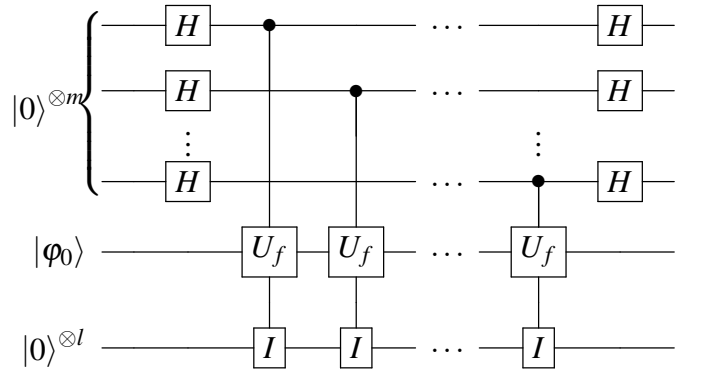 H ⋯ H
|0⟩^{⊗m} H ⋯
⋮ ⋮
H ⋯ H
|φ₀⟩ U_f U_f ⋯ U_f
|0⟩^{⊗l} I I ⋯ I